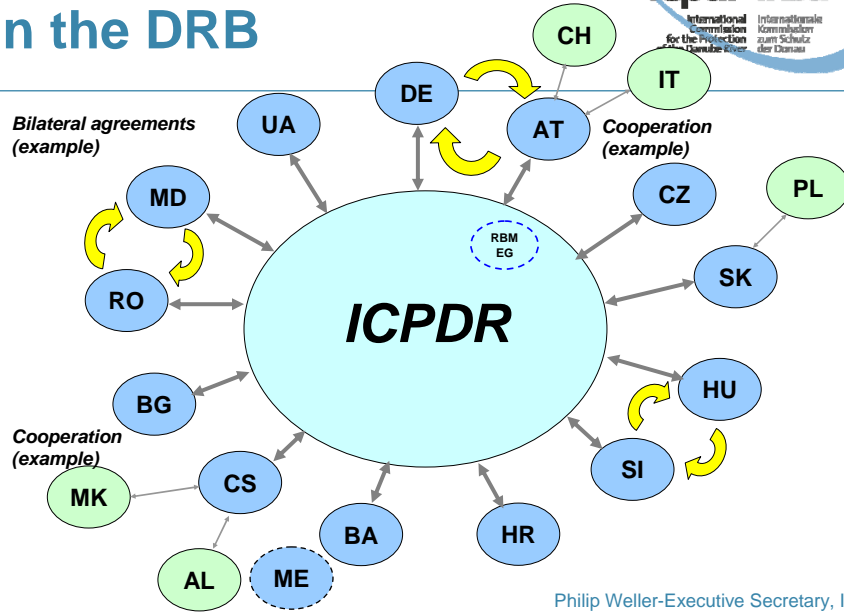 n the DRB
International Internationale
Commission Kommission
for the Protection zum Schutz
of the Danube River der Donau
CH
IT
DE
UA
AT
Bilateral agreements
(example)
Cooperation
(example)
MD
CZ
PL
RBM
EG
SK
RO
ICPDR
HU
BG
Cooperation
(example)
SI
MK
CS
BA
HR
AL
ME
Philip Weller-Executive Secretary, I